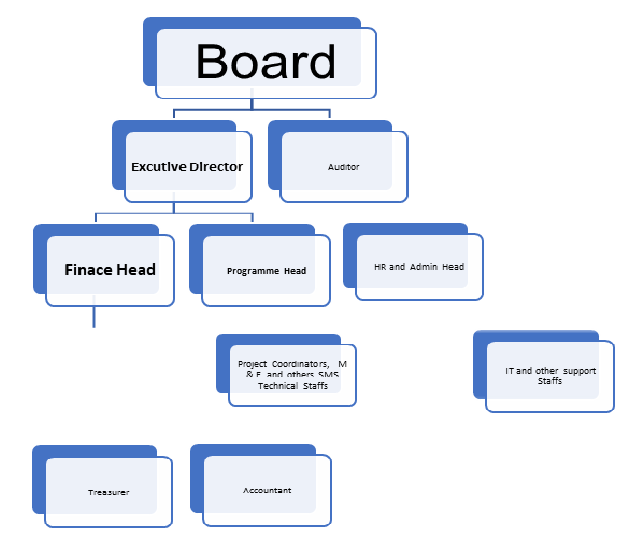 Board
Excutive Director
Auditor
Finace Head
Programme Head
HR and Admin Head
Project Coordinators, M
& E and others SMS
Technical Staffs
IT and other support
Staffs
Treasurer
Accountant